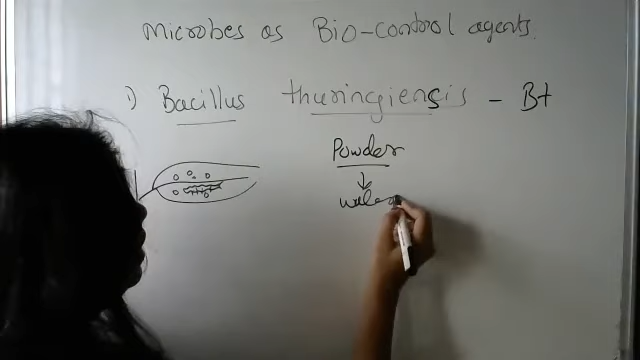 Microbes as Bio-control agents.
1) Bacillus thuringiensis - Bt
Powder
↓
water